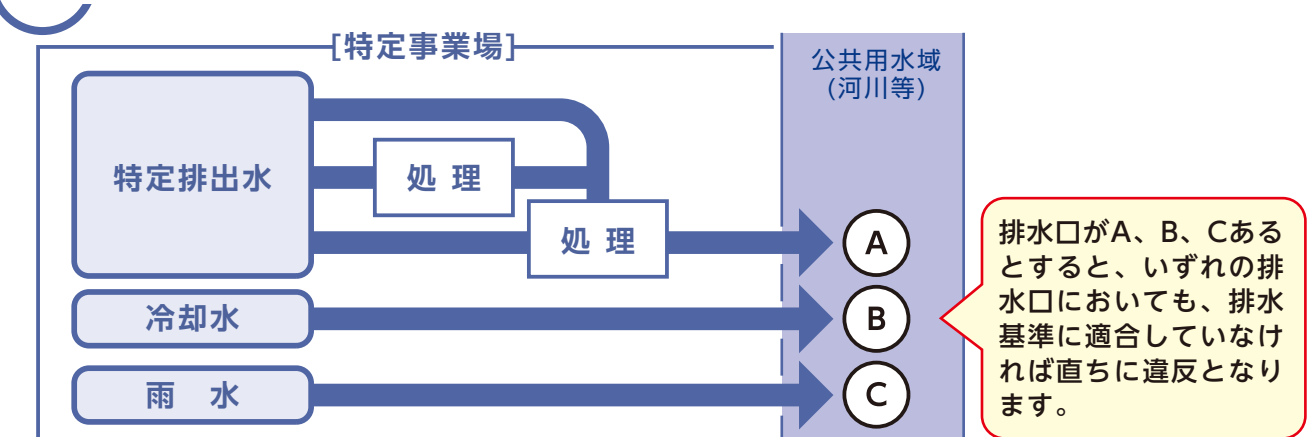 [特定事業場]
公共用水域
(河川等)
特定排出水
処 理
処 理
A
冷却水
B
雨 水
C
排水口がA、B、Cある
とすると、いずれの排
水口においても、排水
基準に適合していなけ
れば直ちに違反となり
ます。